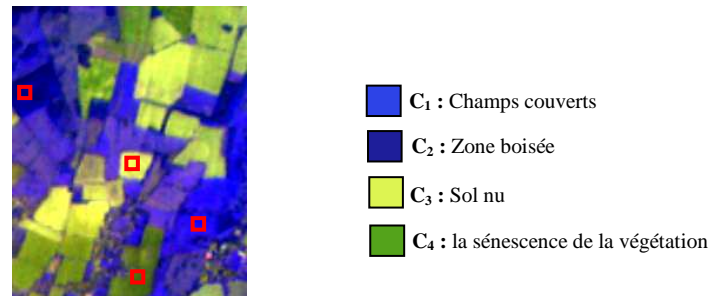 C₁ : Champs couverts
C₂ : Zone boisée
C₃ : Sol nu
C₄ : la sénescence de la végétation